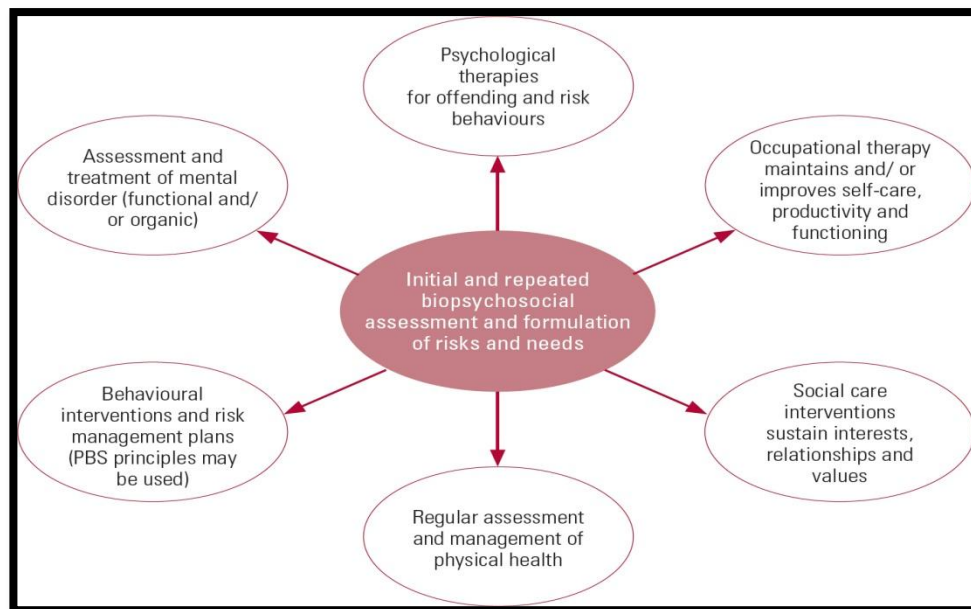 Psychological
therapies
for offending and risk
behaviours
Assessment and
treatment of mental
disorder (functional and/
or organic)
Occupational therapy
maintains and/ or
improves self-care,
productivity and
functioning
Initial and repeated
biopsychosocial
assessment and formulation
of risks and needs
Behavioural
interventions and risk
management plans
(PBS principles may
be used)
Social care
interventions
sustain interests,
relationships and
values
Regular assessment
and management of
physical health